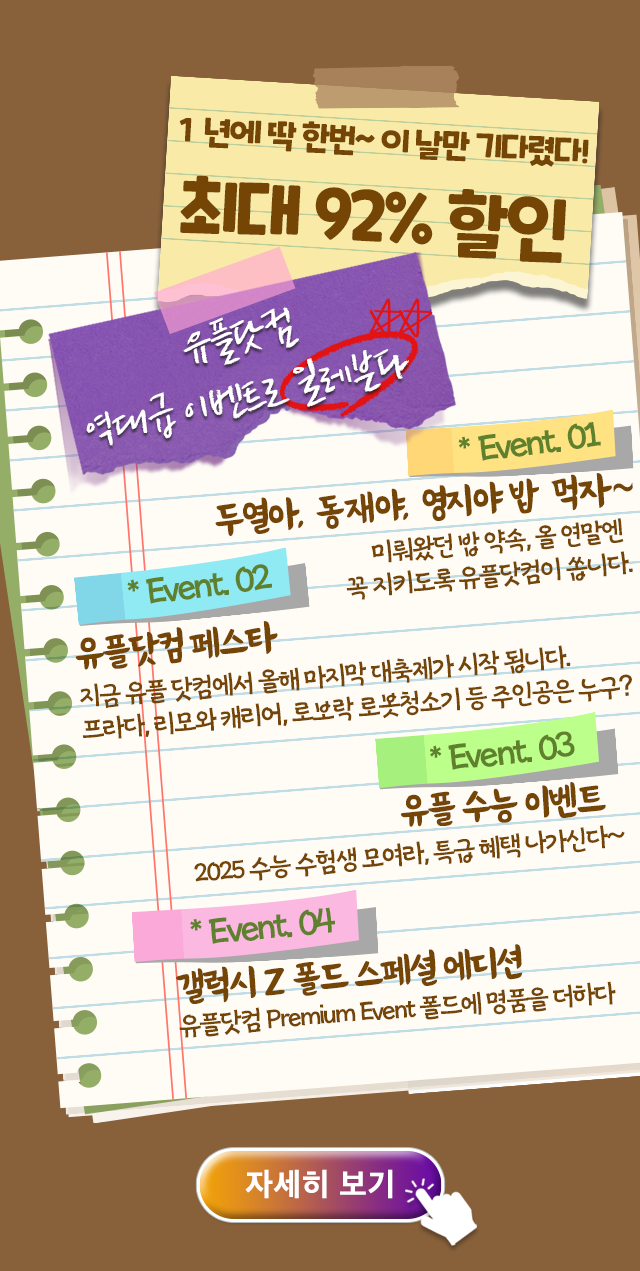 1 년에 딱 한번~ 이 날만 기다렸다!
최대 92% 할인
유플닷컴
역대급 이벤트로 일레븐다
* Event. 01
두열아, 동재야, 영지야 밥 먹자~
미뤄왔던 밥 약속, 올 연말엔
꼭 지키도록 유플닷컴이 쏩니다.
* Event. 02
유플닷컴 페스타
지금 유플 닷컴에서 올해 마지막 대축제가 시작 됩니다.
프라다, 리모와 캐리어, 로보락 로봇청소기 등 주인공은 누구?
* Event. 03
유플 수능 이벤트
2025 수능 수험생 모여라, 특급 혜택 나가신다~
* Event. 04
갤럭시 Z 폴드 스페셜 에디션
유플닷컴 Premium Event 폴드에 명품을 더하다
자세히 보기